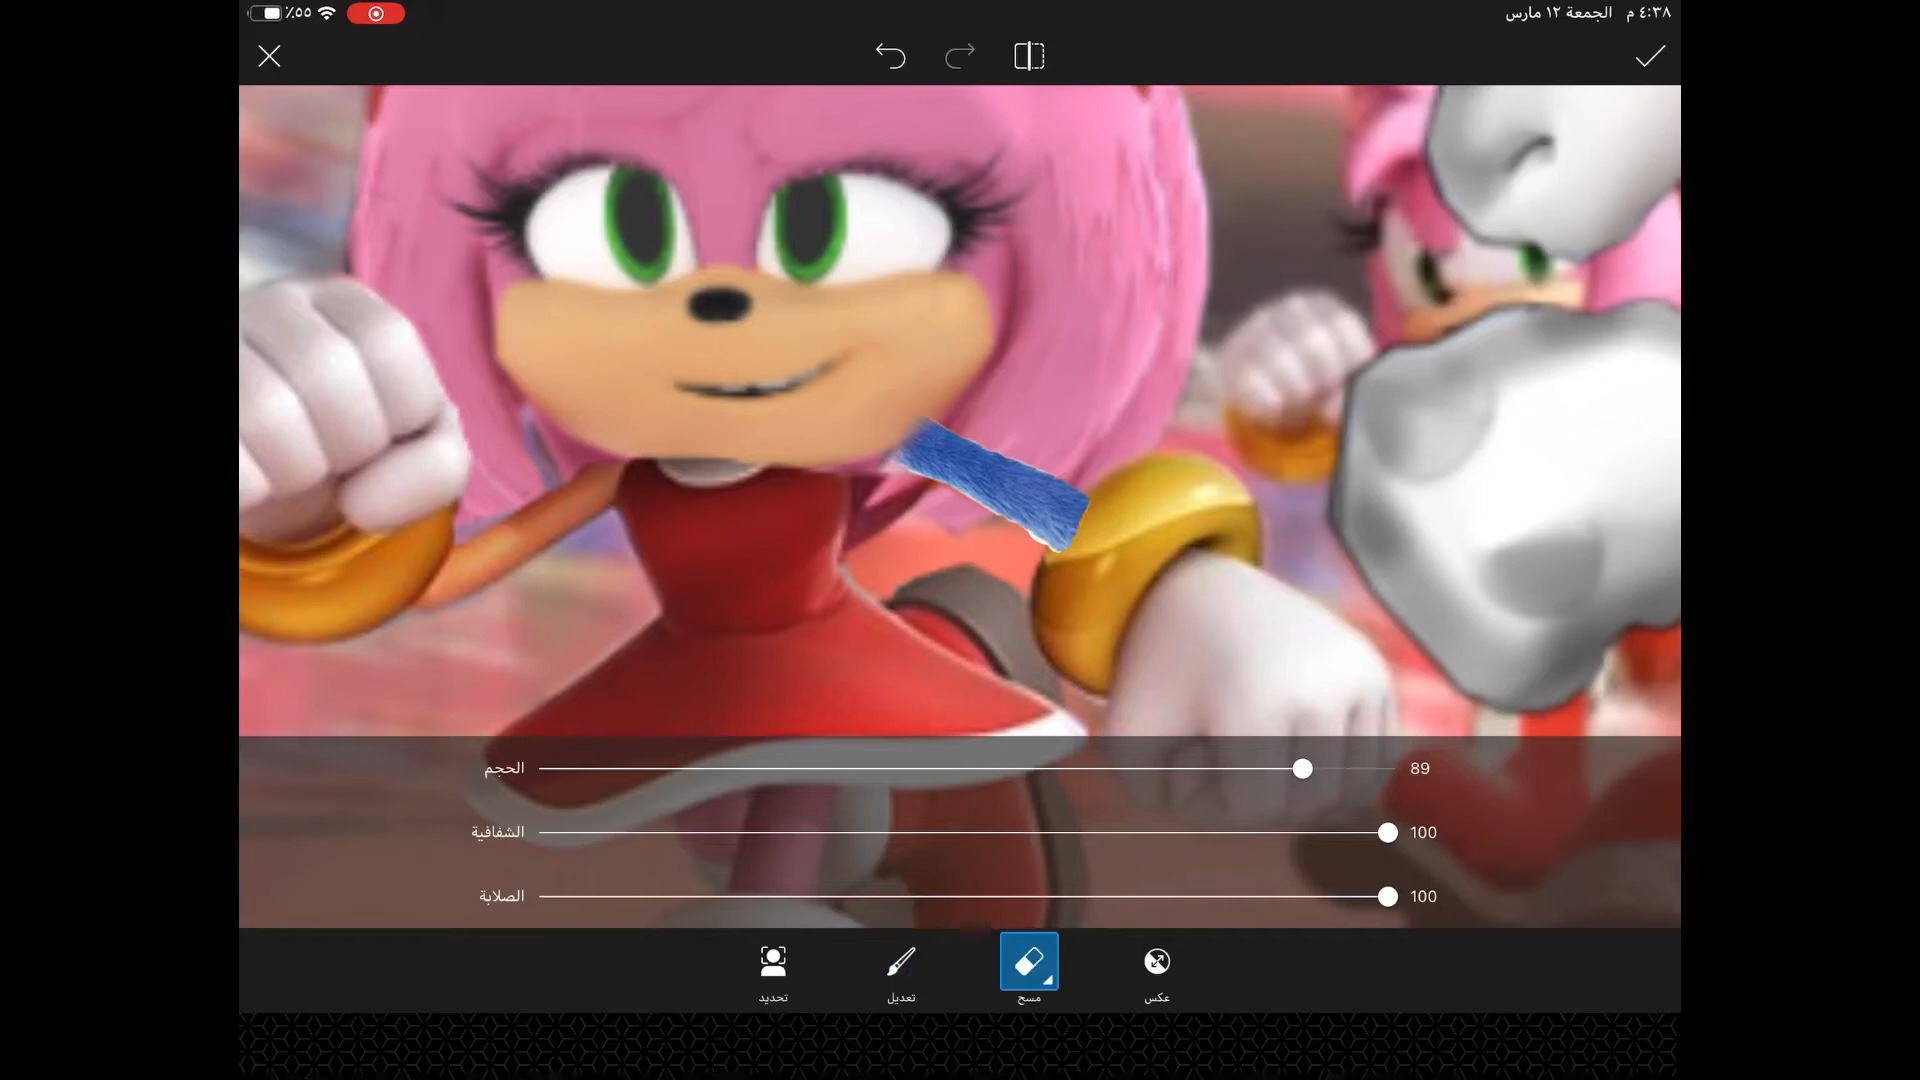 ٤:٣٨ م الجمعة ١٢ مارس
٪٥٥
الحجم 89
الشفافية 100
الصلابة 100
تحديد
تعديل
مسح
عكس